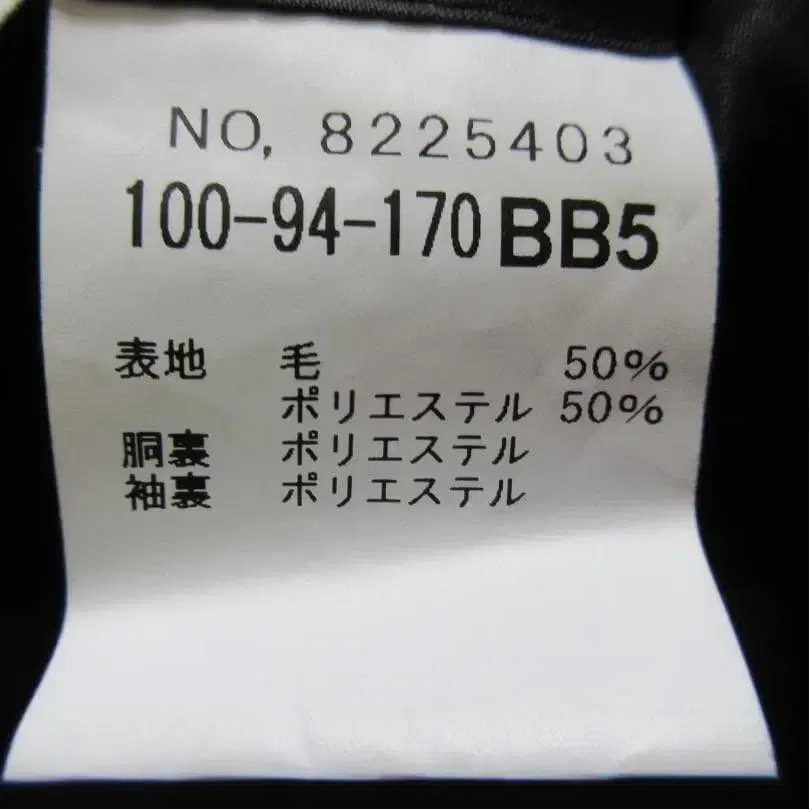 NO. 8225403
100-94-170 BB5
表地 毛 50%
ポリエステル 50%
胴裏 ポリエステル
袖裏 ポリエステル